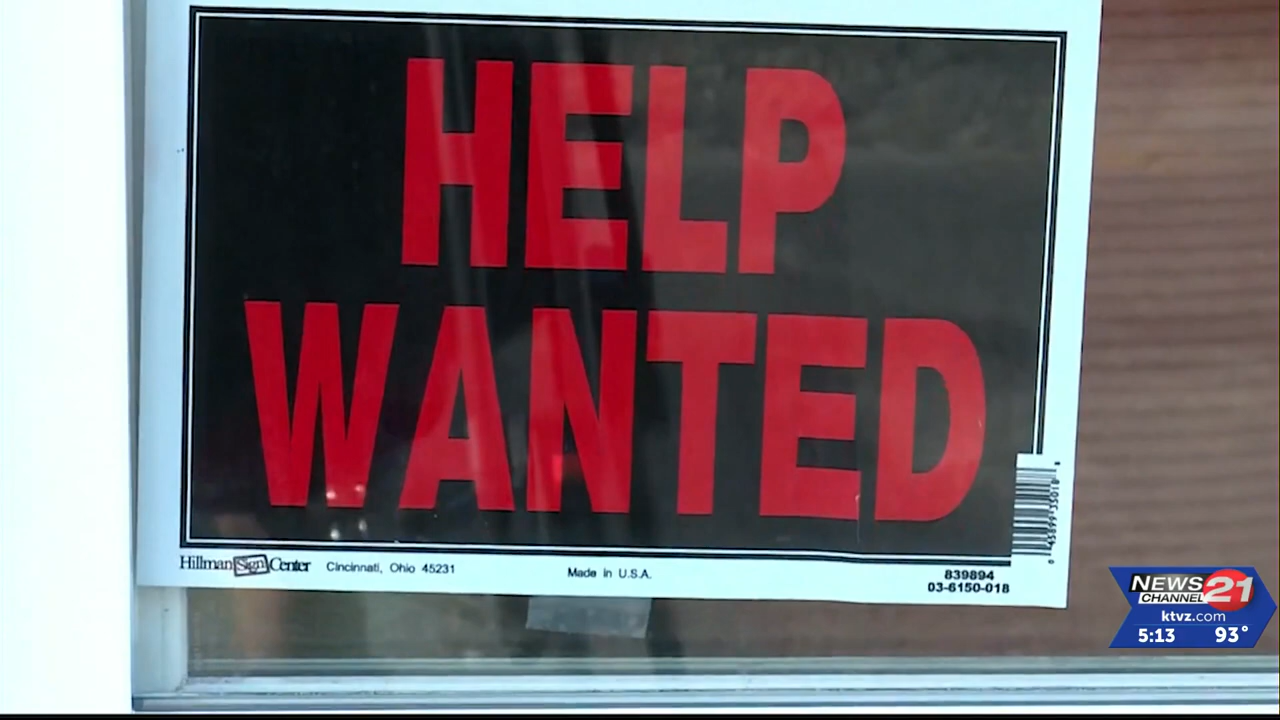 HELP
WANTED
Hillman Sign Center Cincinnati, Ohio 45231 Made in U.S.A. 839894
03-6150-018
NEWS
CHANNEL 21
ktvz.com
5:13 93°